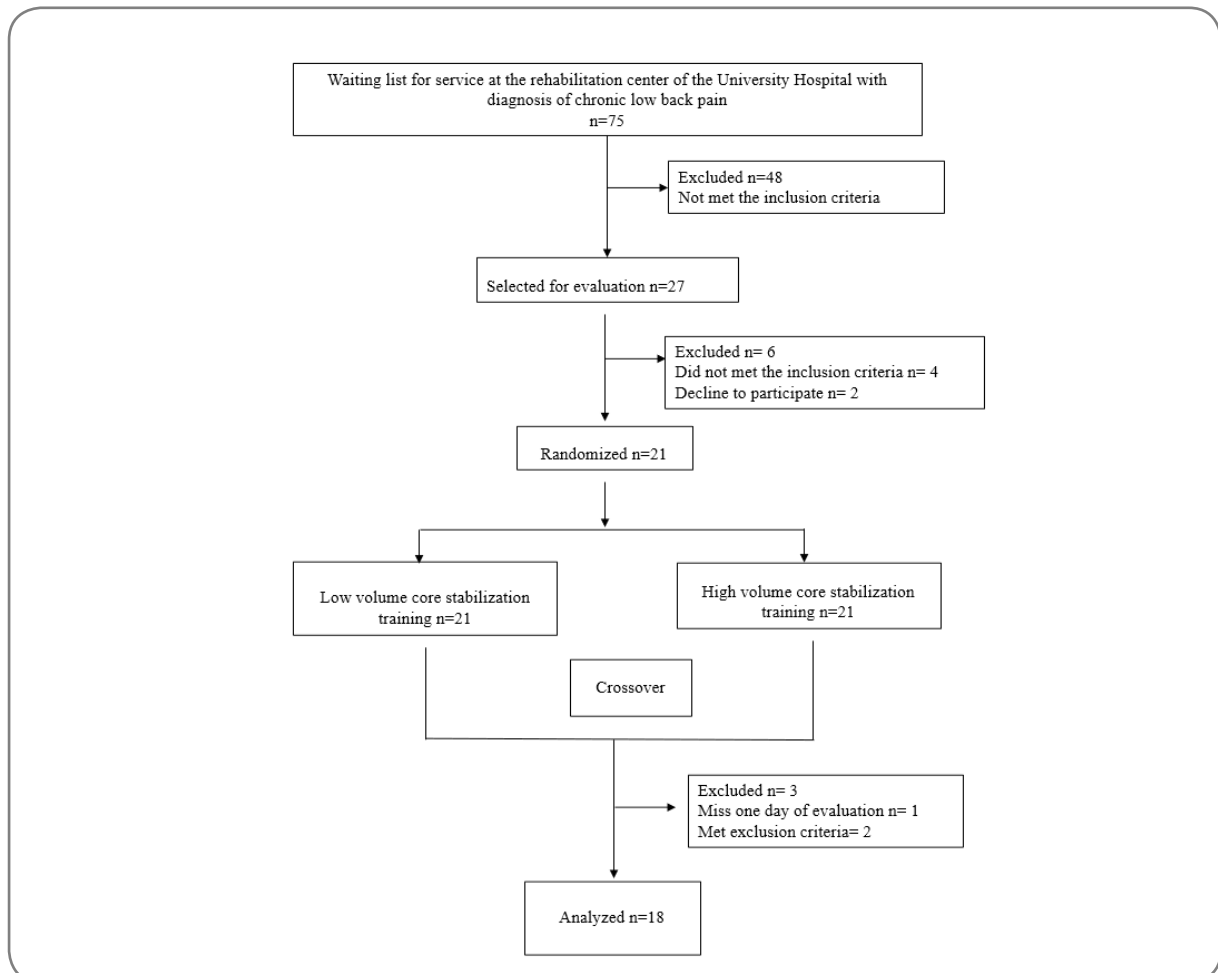 Waiting list for service at the rehabilitation center of the University Hospital with
diagnosis of chronic low back pain
n=75
Excluded n=48
Not met the inclusion criteria
Selected for evaluation n=27
Excluded n= 6
Did not met the inclusion criteria n= 4
Decline to participate n= 2
Randomized n=21
Low volume core stabilization
training n=21
High volume core stabilization
training n=21
Crossover
Excluded n= 3
Miss one day of evaluation n= 1
Met exclusion criteria= 2
Analyzed n=18